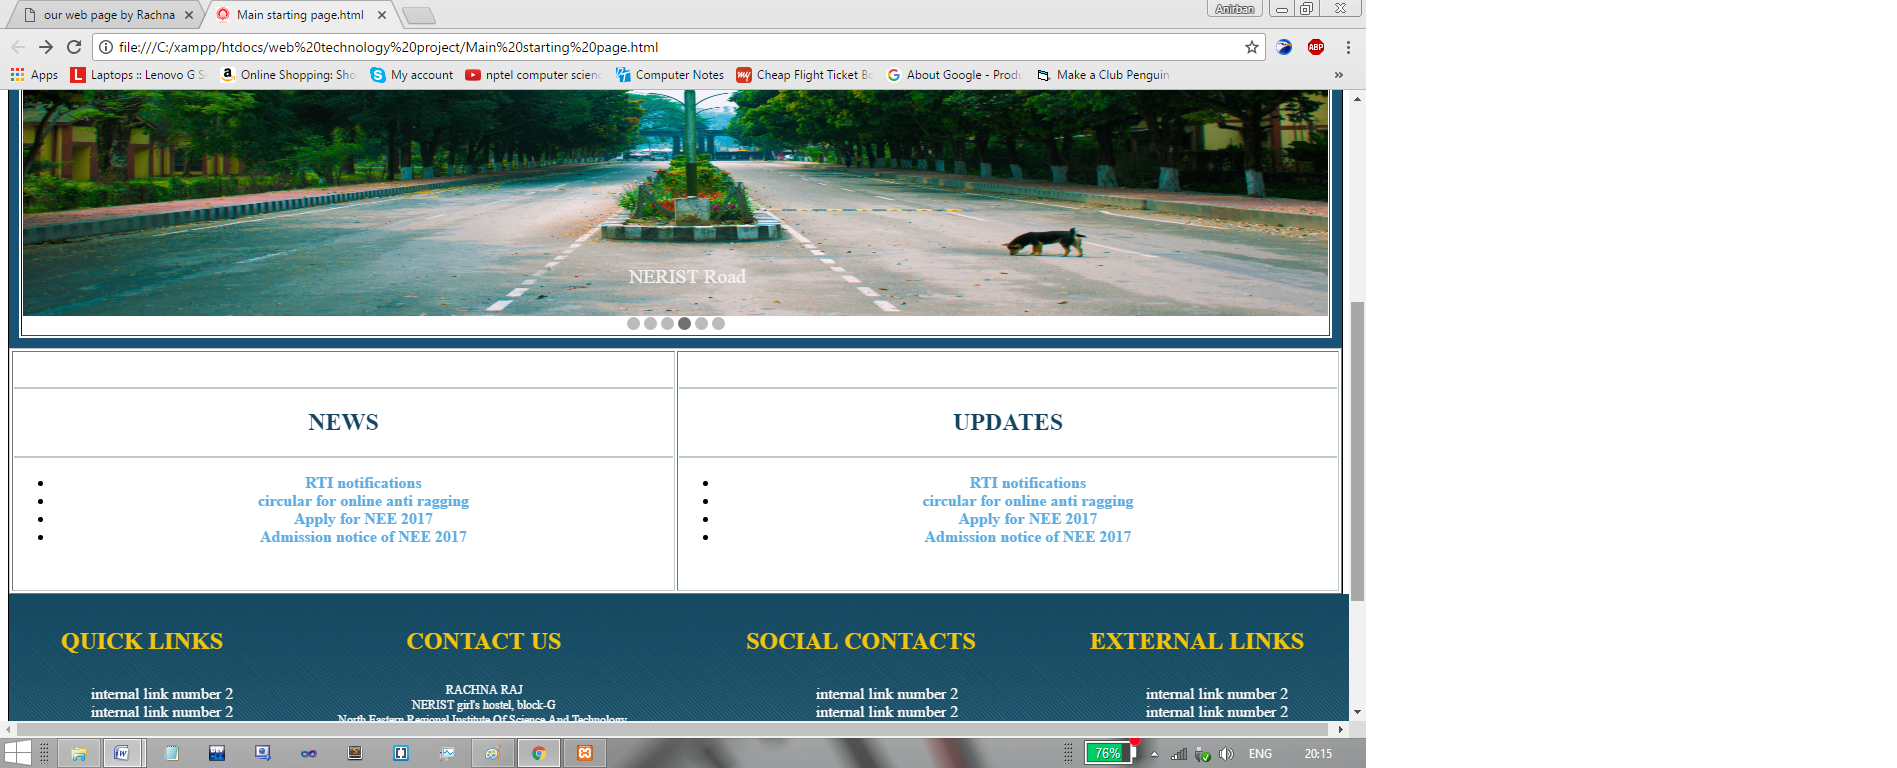 our web page by Rachna
Main starting page.html
Anirban
file:///C:/xampp/htdocs/web%20technology%20project/Main%20starting%20page.html
ABP
Apps
Laptops :: Lenovo G S
Online Shopping: Sho
My account
nptel computer scienc
Computer Notes
Cheap Flight Ticket Bo
About Google - Produ
Make a Club Penguin
NERIST Road
NEWS
RTI notifications
circular for online anti ragging
Apply for NEE 2017
Admission notice of NEE 2017
UPDATES
RTI notifications
circular for online anti ragging
Apply for NEE 2017
Admission notice of NEE 2017
QUICK LINKS
internal link number 2
internal link number 2
CONTACT US
RACHNA RAJ
NERIST girl's hostel, block-G
North Eastern Regional Institute Of Science And Technology
SOCIAL CONTACTS
internal link number 2
internal link number 2
EXTERNAL LINKS
internal link number 2
internal link number 2
76%
ENG
20:15